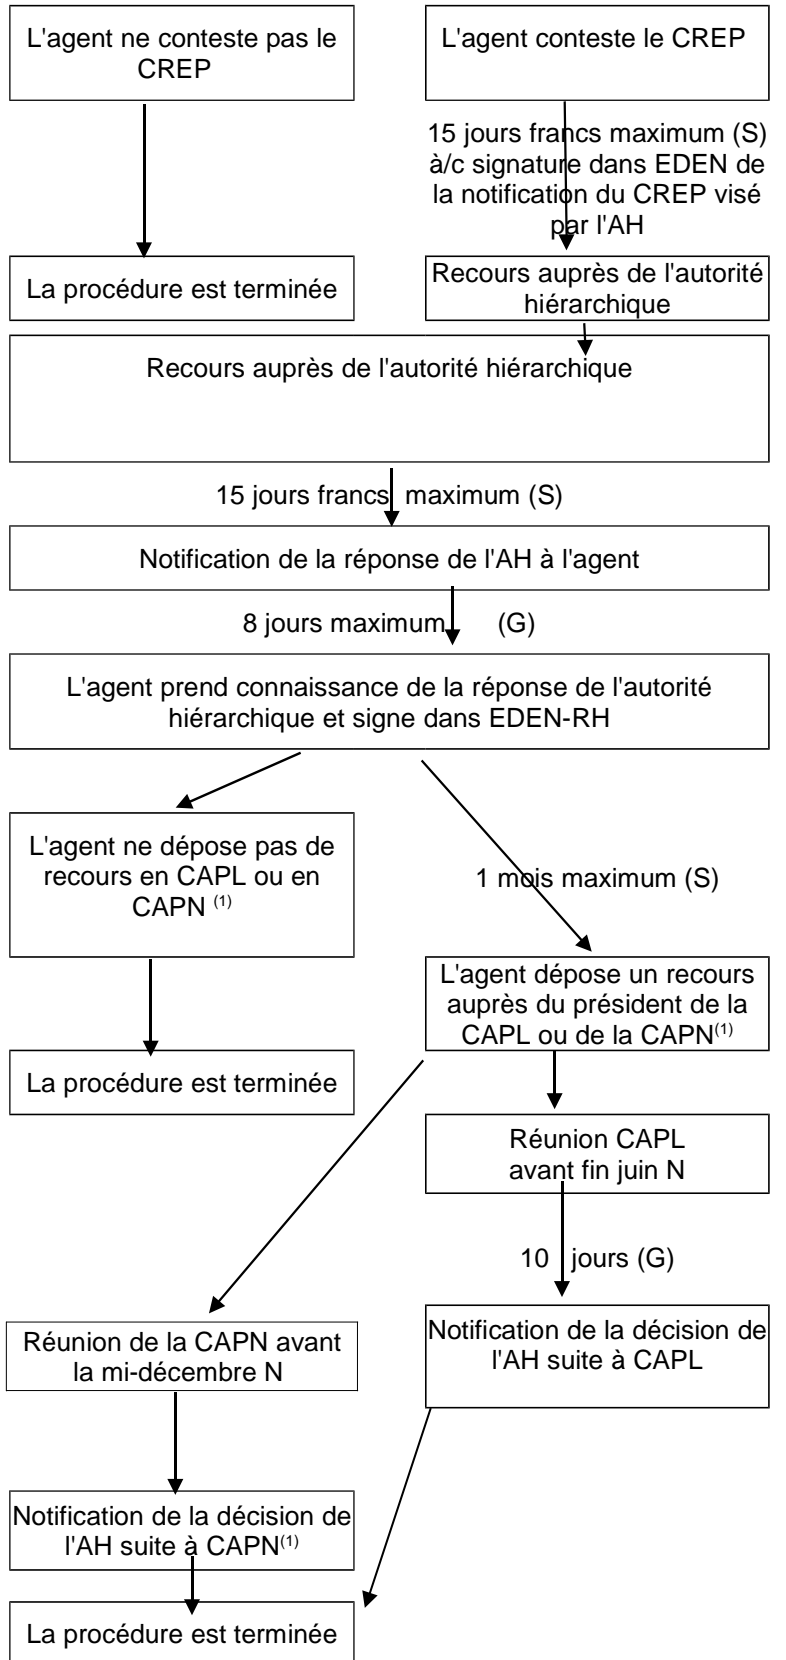 L'agent ne conteste pas le
CREP
L'agent conteste le CREP
15 jours francs maximum (S)
à/c signature dans EDEN de
la notification du CREP visé
par l'AH
La procédure est terminée
Recours auprès de l'autorité
hiérarchique
Recours auprès de l'autorité hiérarchique
15 jours francs maximum (S)
Notification de la réponse de l'AH à l'agent
8 jours maximum (G)
L'agent prend connaissance de la réponse de l'autorité
hiérarchique et signe dans EDEN-RH
L'agent ne dépose pas de
recours en CAPL ou en
CAPN (1)
1 mois maximum (S)
L'agent dépose un recours
auprès du président de la
CAPL ou de la CAPN(1)
La procédure est terminée
Réunion CAPL
avant fin juin N
10 jours (G)
Réunion de la CAPN avant
la mi-décembre N
Notification de la décision de
l'AH suite à CAPL
Notification de la décision de
l'AH suite à CAPN(1)
La procédure est terminée